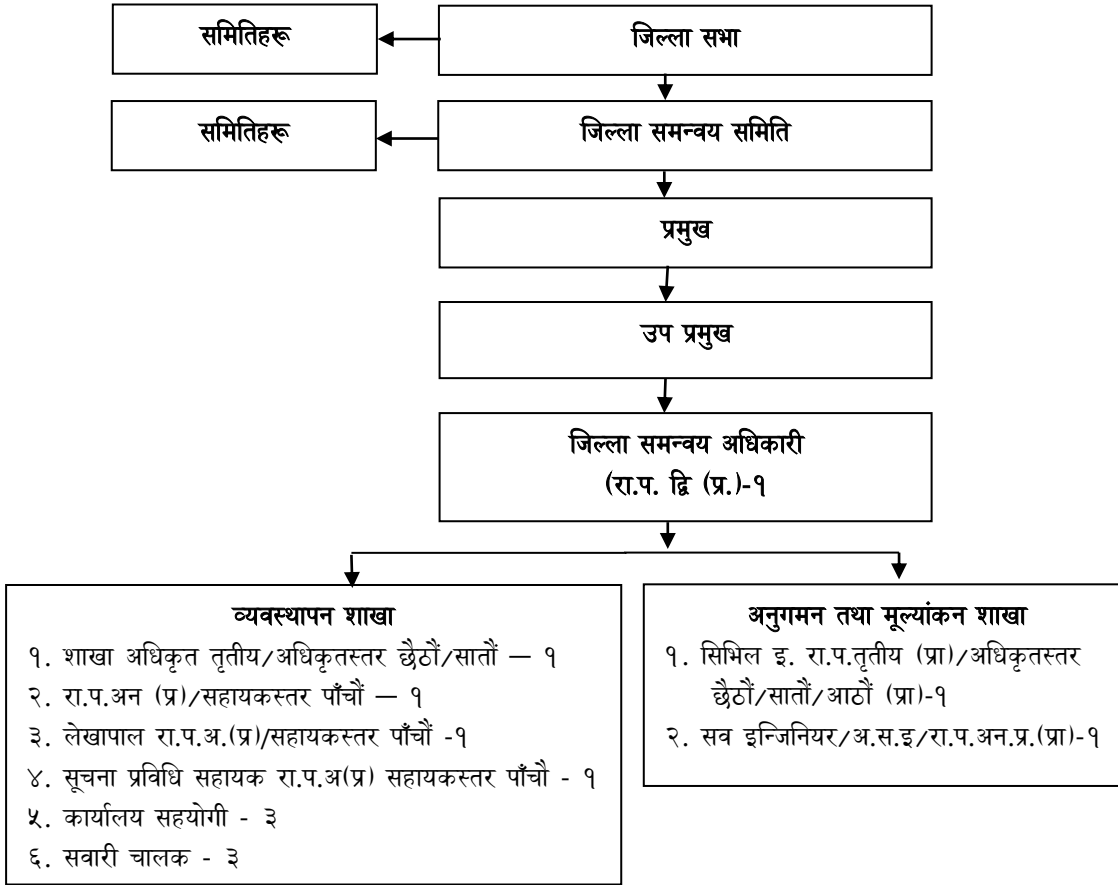 समितिहरू
जिल्ला सभा
समितिहरू
जिल्ला समन्वय समिति
प्रमुख
उप प्रमुख
जिल्ला समन्वय अधिकारी
(रा.प. द्वि (प्र.)-१
व्यवस्थापन शाखा
१. शाखा अधिकृत तृतीय/अधिकृतस्तर छैठौं/सातौं — १
२. रा.प.अन (प्र)/सहायकस्तर पाँचौं — १
३. लेखापाल रा.प.अ.(प्र)/सहायकस्तर पाँचौं -१
४. सूचना प्रविधि सहायक रा.प.अ(प्र) सहायकस्तर पाँचौ - १
५. कार्यालय सहयोगी - ३
६. सवारी चालक - ३
अनुगमन तथा मूल्यांकन शाखा
१. सिभिल इ. रा.प.तृतीय (प्रा)/अधिकृतस्तर
छैठौं/सातौं/आठौं (प्रा)-१
२. सव इन्जिनियर/अ.स.इ/रा.प.अन.प्र.(प्रा)-१